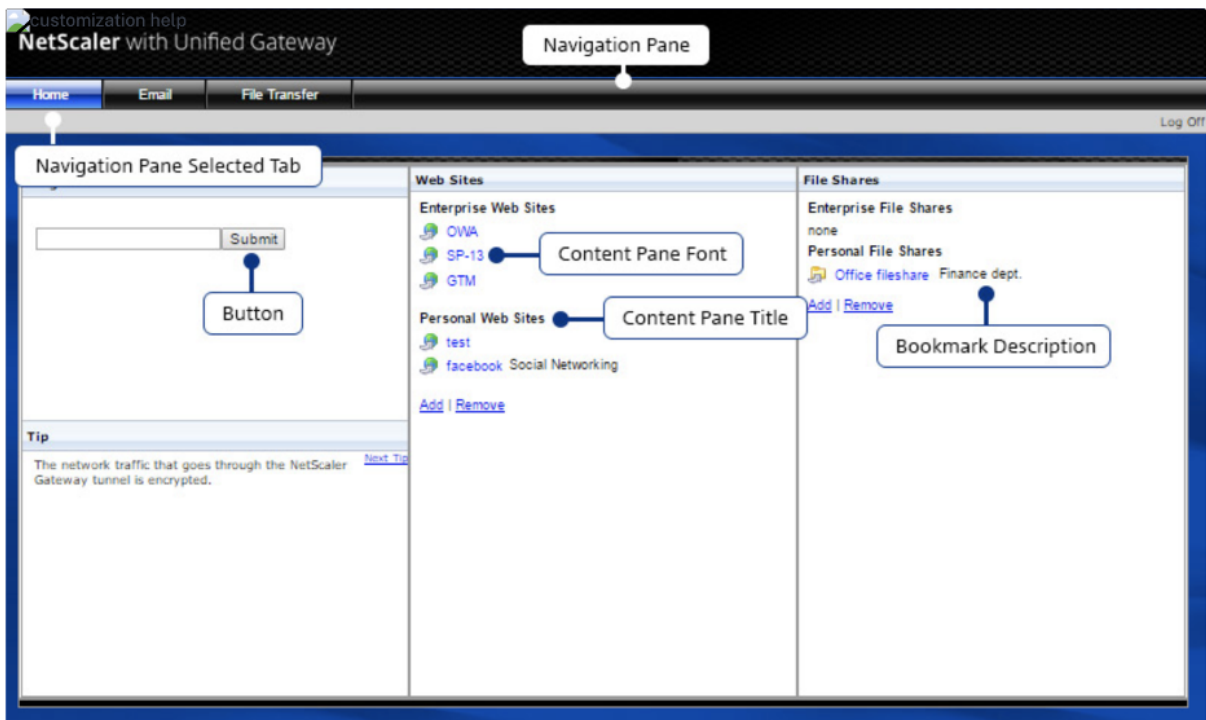 customization help
NetScaler with Unified Gateway
Navigation Pane
Home
Email
File Transfer
Log Off
Navigation Pane Selected Tab
Submit
Button
Tip
The network traffic that goes through the NetScaler
Gateway tunnel is encrypted.
Next Tip
Web Sites
Enterprise Web Sites
OWA
SP-13
Content Pane Font
GTM
Personal Web Sites
Content Pane Title
test
facebook Social Networking
Add | Remove
File Shares
Enterprise File Shares
none
Personal File Shares
Office fileshare Finance dept.
Add | Remove
Bookmark Description